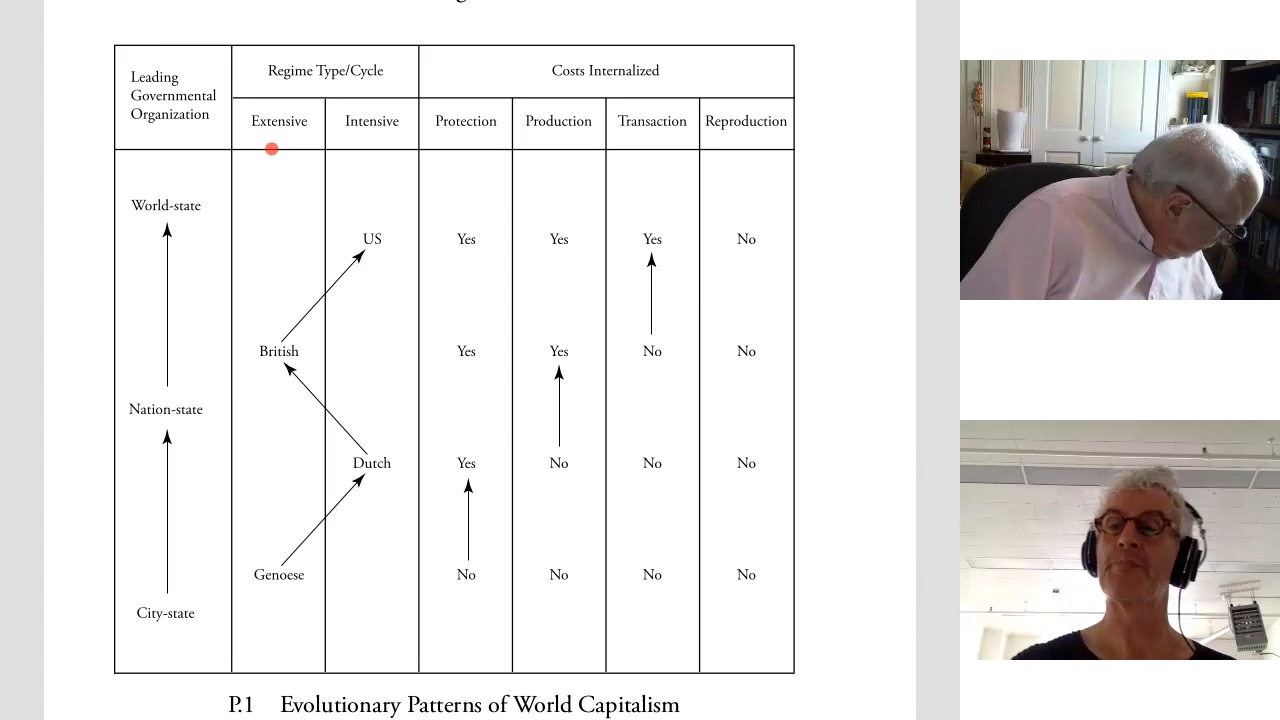 Leading
Governmental
Organization
Regime Type/Cycle
Costs Internalized
Extensive
Intensive
Protection
Production
Transaction
Reproduction
World-state
US
Yes
Yes
Yes
No
British
Yes
Yes
No
No
Nation-state
Dutch
Yes
No
No
No
Genoese
No
No
No
No
City-state
P.1 Evolutionary Patterns of World Capitalism